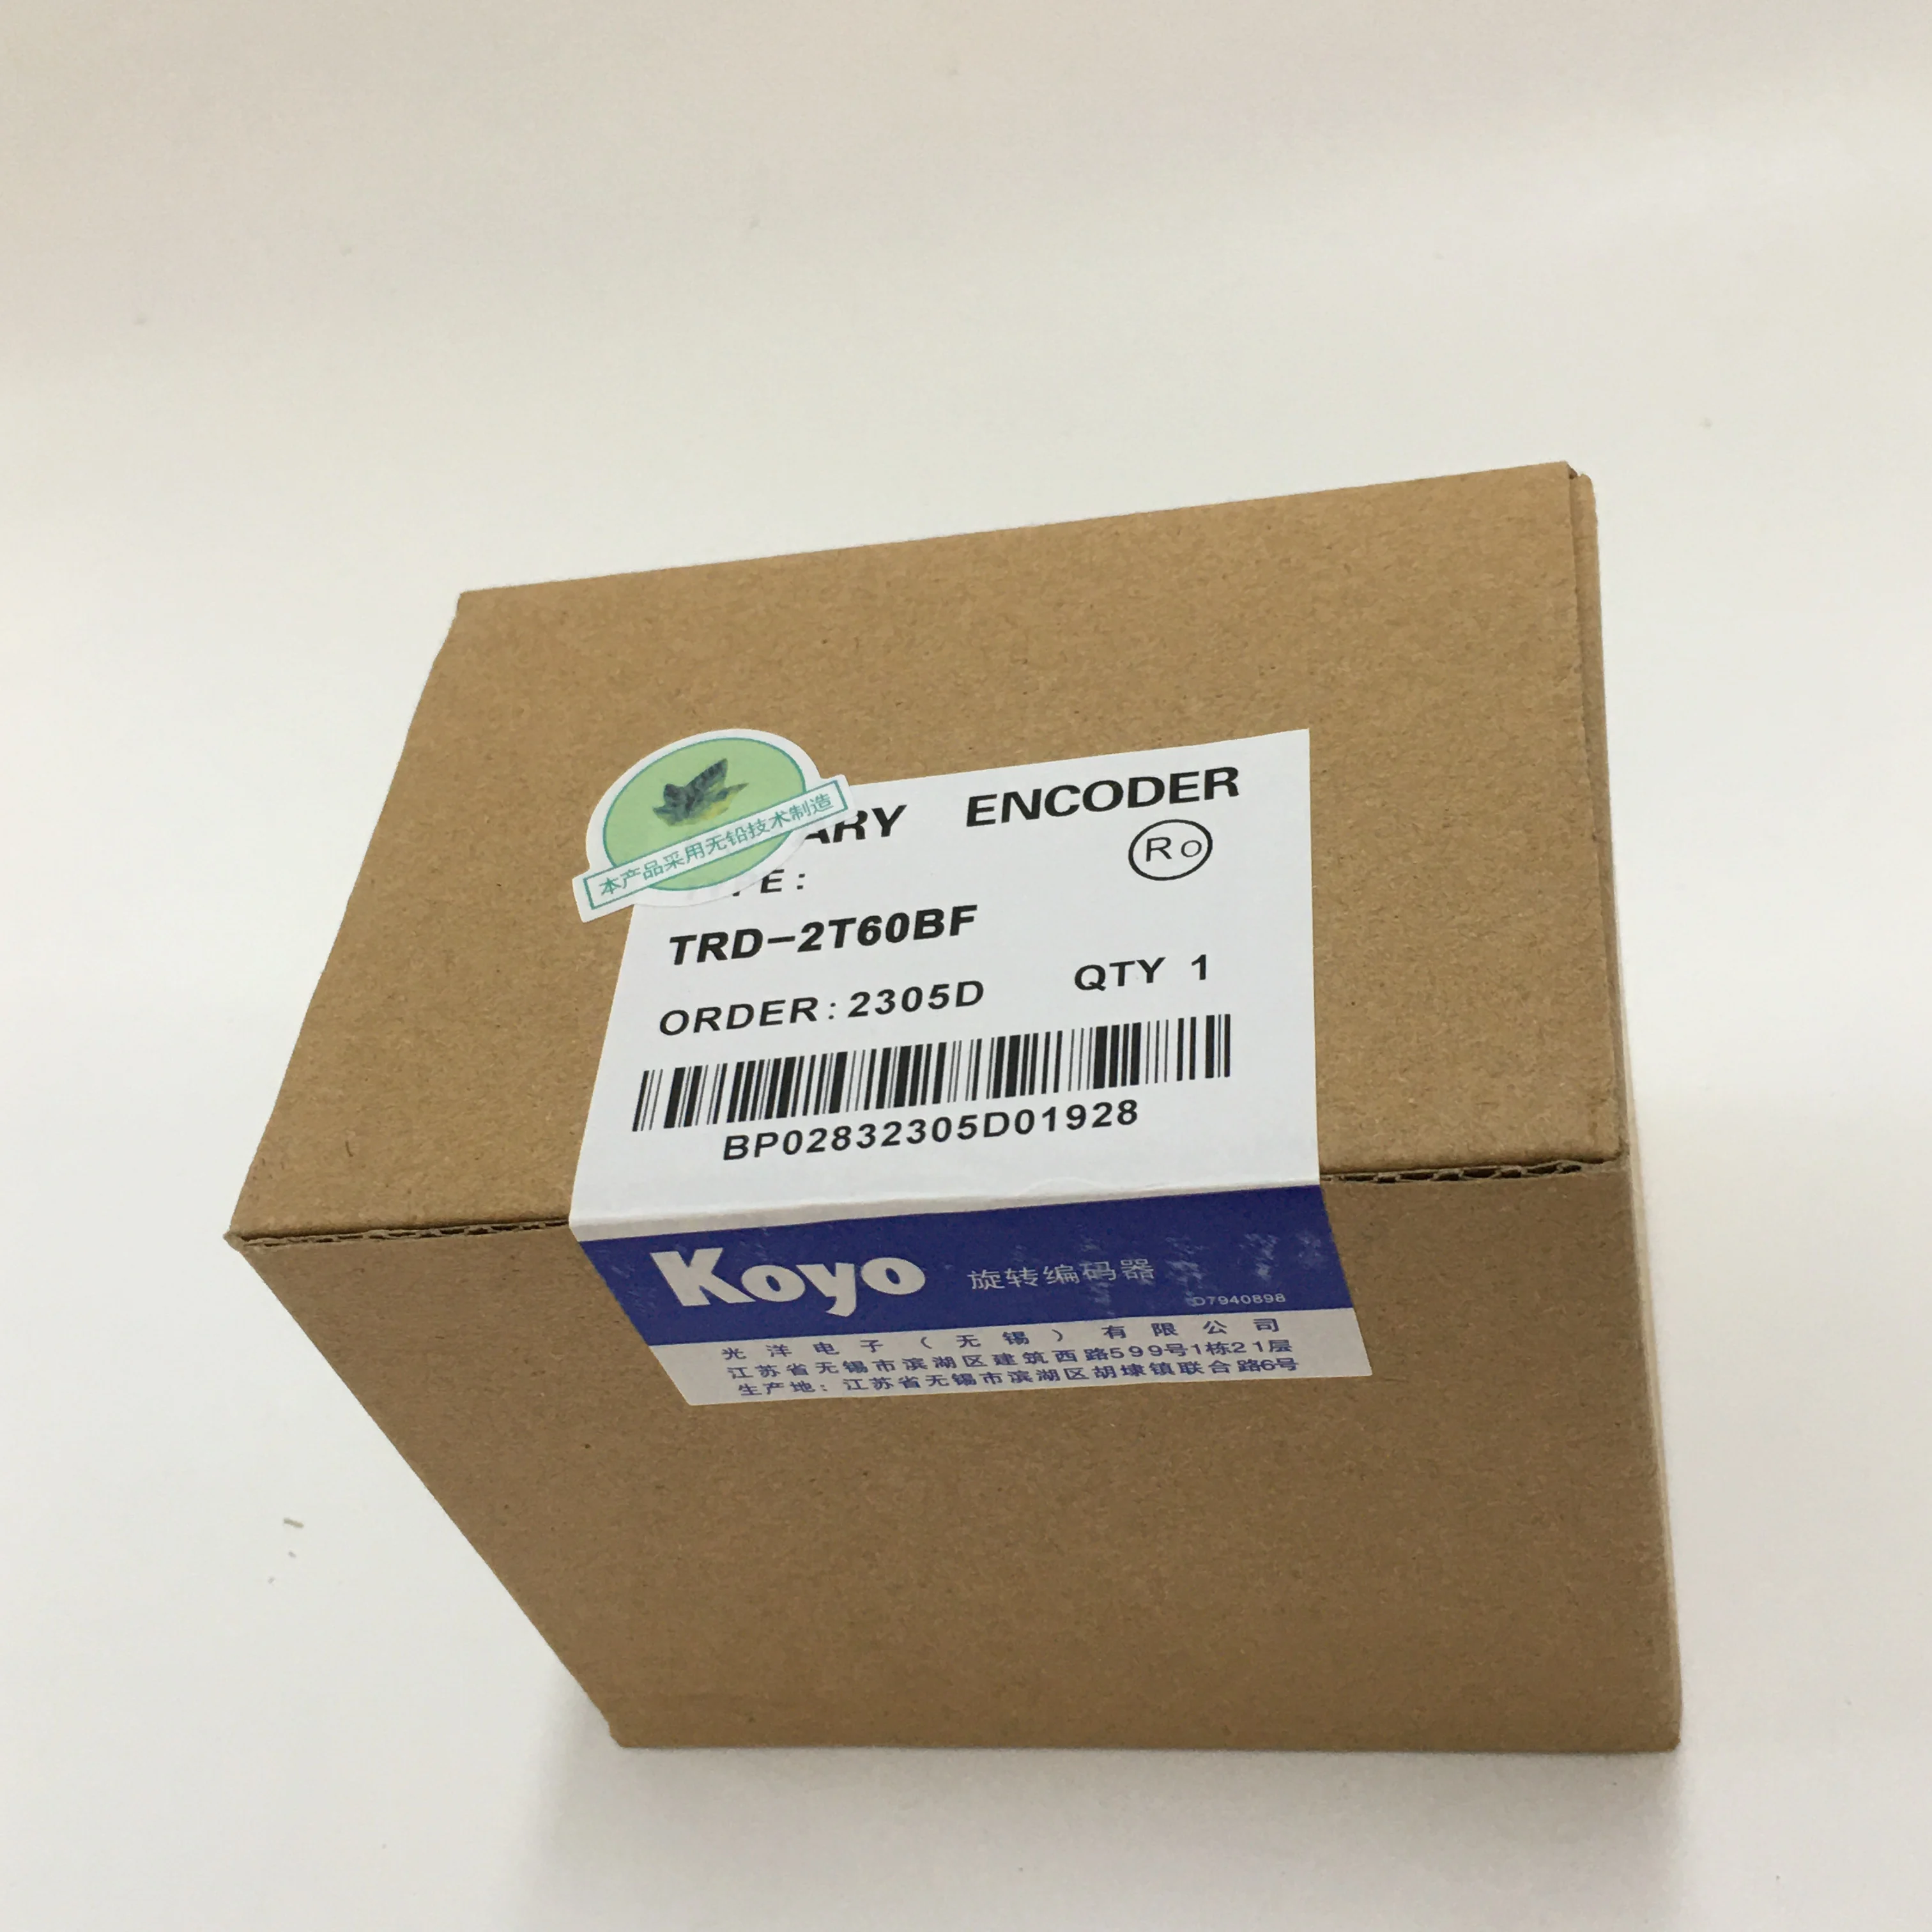 本产品采用无铅技术制造
ENCODER
Ro
TRD-2T60BF
ORDER:2305D QTY 1
BP02832305D01928
Koyo 旋转编码器
D7940898
光洋电子(无锡)有限公司
江苏省无锡市滨湖区建筑西路599号1栋21层
生产地:江苏省无锡市滨湖区胡埭镇联合路6号